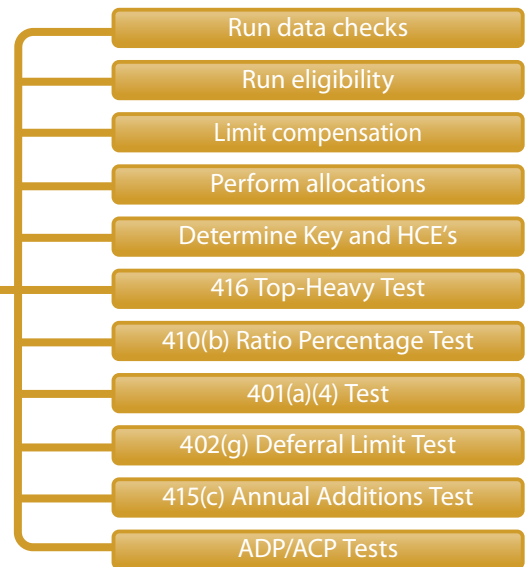 Run data checks
Run eligibility
Limit compensation
Perform allocations
Determine Key and HCE's
416 Top-Heavy Test
410(b) Ratio Percentage Test
401(a)(4) Test
402(g) Deferral Limit Test
415(c) Annual Additions Test
ADP/ACP Tests